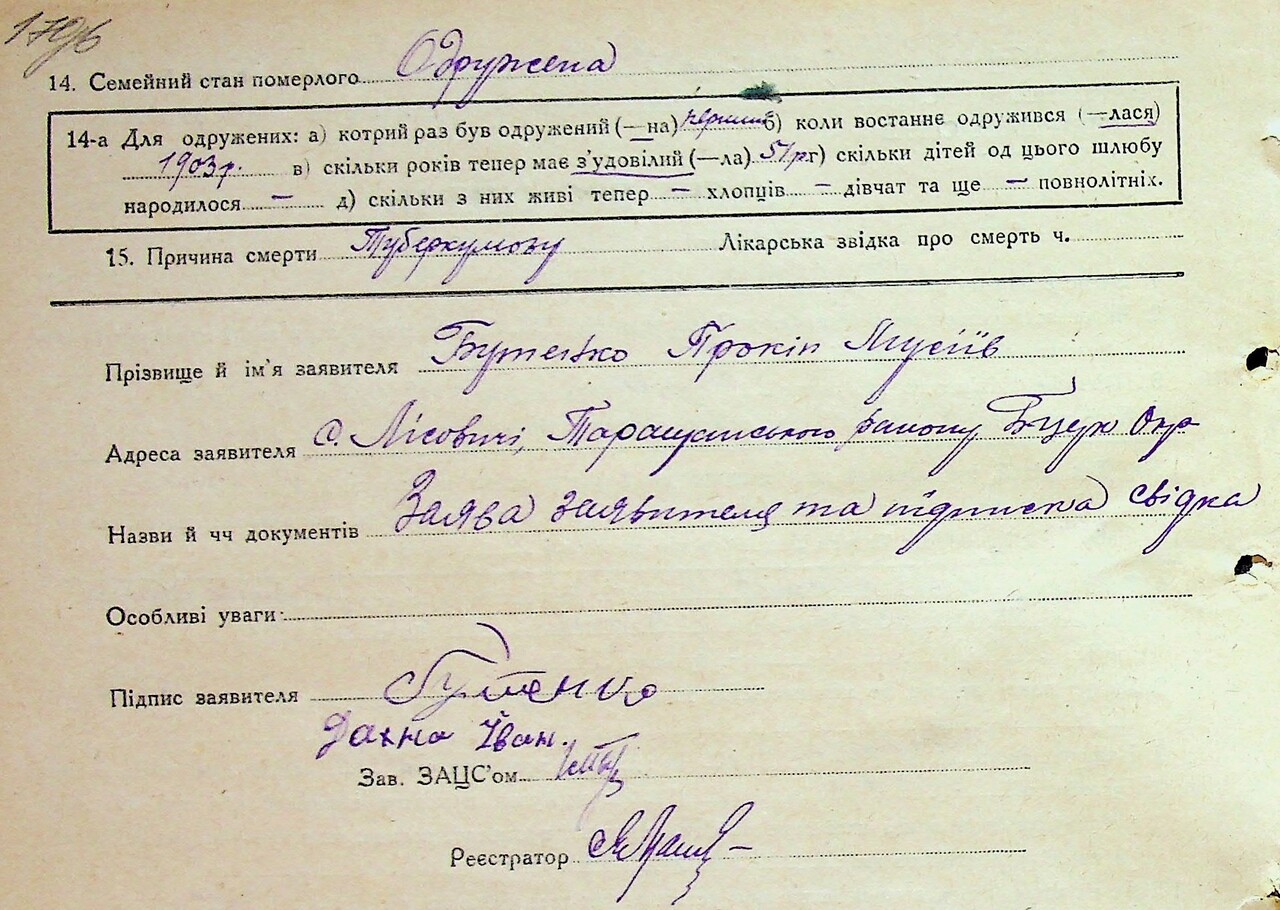 179б
14. Семейний стан померлого Одружена
14-а Для одружених: а) котрий раз був одружений (—на) перший б) коли востанне одружився (—лася)
1903 р. в) скільки років тепер має з'удовілий (—ла) 51 р. г) скільки дітей од цього шлюбу
народилося — д) скільки з них живі тепер — хлопців — дівчат та ще — повнолітніх.
15. Причина смерти Туберкульозу Лікарська звідка про смерть ч.
Прізвище й ім'я заявителя Бутенко Прокіп Мусіїв
Адреса заявителя с. Лісовичі, Таращанського району Бцерк Окр
Назви й чч документів Заява заявителя та підписка свідка
Особливі уваги
Підпис заявителя Бутенко
Дахно Іван.
Зав. ЗАЦС'ом
Реєстратор